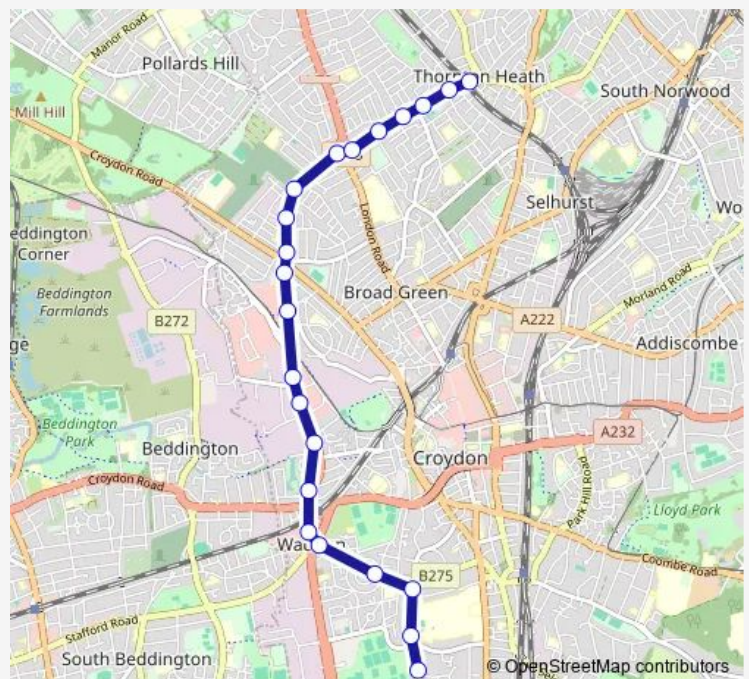 Manor Road
Pollards Hill
Heath
South Norwood
Mill Hill
Croydon Road
Selhurst
London Road
Wo
eddington
Corner
Beddington
Farmlands
Morland Road
Broad Green
B272
A222
Addiscombe
ge
Beddington
Park
A232
Beddington
Croydon
Croydon Road
Park Hill Road
Lloyd Park
Coombe Road
B275
Stafford Road
South Beddington
© OpenStreetMap contributors